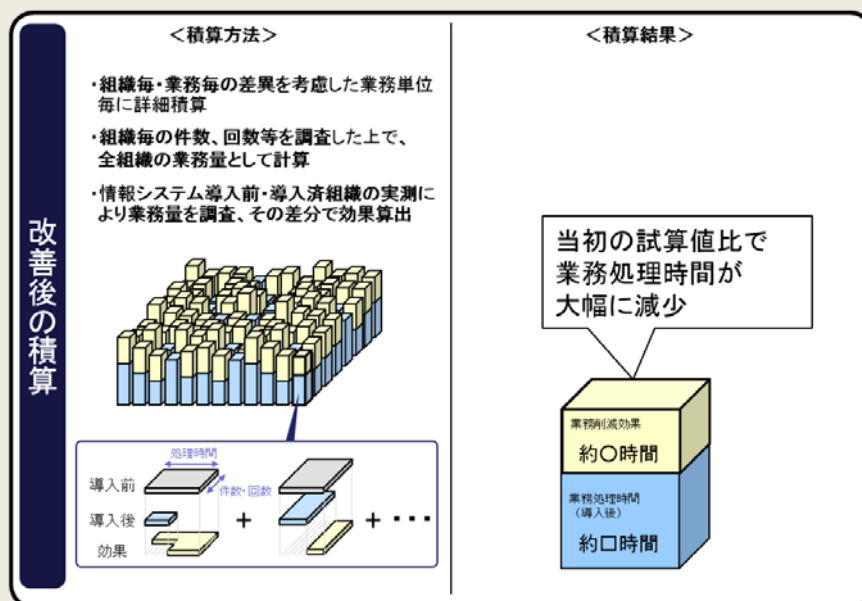 改善後の積算
<積算方法>
・組織毎・業務毎の差異を考慮した業務単位
毎に詳細積算
・組織毎の件数、回数等を調査した上で、
全組織の業務量として計算
・情報システム導入前・導入済組織の実測に
より業務量を調査、その差分で効果算出
処理時間
導入前
件数・回数
導入後
+
+ ・・・
効果
<積算結果>
当初の試算値比で
業務処理時間が
大幅に減少
業務削減効果
約〇時間
業務処理時間
(導入後)
約□時間